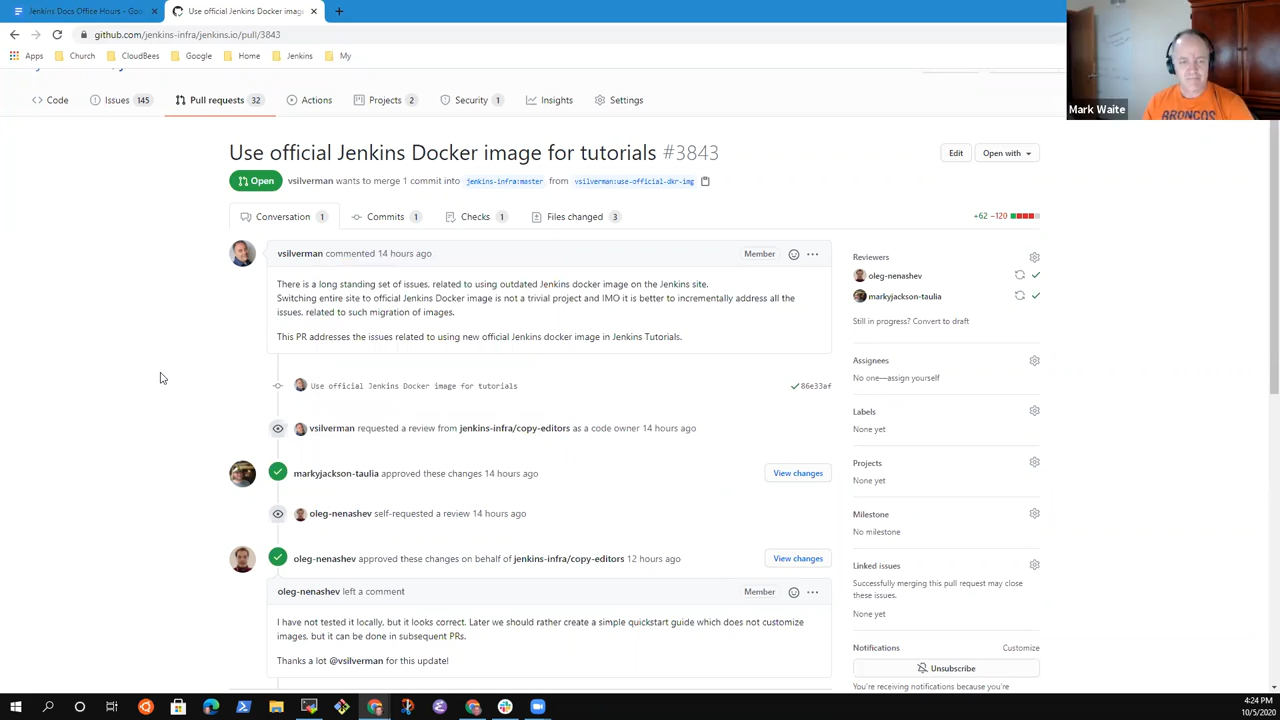 Jenkins Docs Office Hours - Goo
Use official Jenkins Docker imag
github.com/jenkins-infra/jenkins.io/pull/3843
Apps
Church
CloudBees
Google
Home
Jenkins
My
Mark Waite
BRONCOS
Code
Issues 145
Pull requests 32
Actions
Projects 2
Security 1
Insights
Settings
Use official Jenkins Docker image for tutorials #3843
Edit
Open with
Open
vsilverman wants to merge 1 commit into jenkins-infra:master from vsilverman:use-official-dkr-img
Conversation 1
Commits 1
Checks 1
Files changed 3
+62 −120
vsilverman commented 14 hours ago
Member
There is a long standing set of issues, related to using outdated Jenkins docker image on the Jenkins site.
Switching entire site to official Jenkins Docker image is not a trivial project and IMO it is better to incrementally address all the
issues, related to such migration of images.
This PR addresses the issues related to using new official Jenkins docker image in Jenkins Tutorials.
Use official Jenkins Docker image for tutorials
86e33af
vsilverman requested a review from jenkins-infra/copy-editors as a code owner 14 hours ago
markyjackson-taulia approved these changes 14 hours ago
View changes
oleg-nenashev self-requested a review 14 hours ago
oleg-nenashev approved these changes on behalf of jenkins-infra/copy-editors 12 hours ago
View changes
oleg-nenashev left a comment
Member
I have not tested it locally, but it looks correct. Later we should rather create a simple quickstart guide which does not customize
images, but it can be done in subsequent PRs.
Thanks a lot @vsilverman for this update!
Reviewers
oleg-nenashev
markyjackson-taulia
Still in progress? Convert to draft
Assignees
No one—assign yourself
Labels
None yet
Projects
None yet
Milestone
No milestone
Linked issues
Successfully merging this pull request may close
these issues.
None yet
Notifications
Customize
Unsubscribe
You're receiving notifications because you're
4:24 PM
10/5/2020